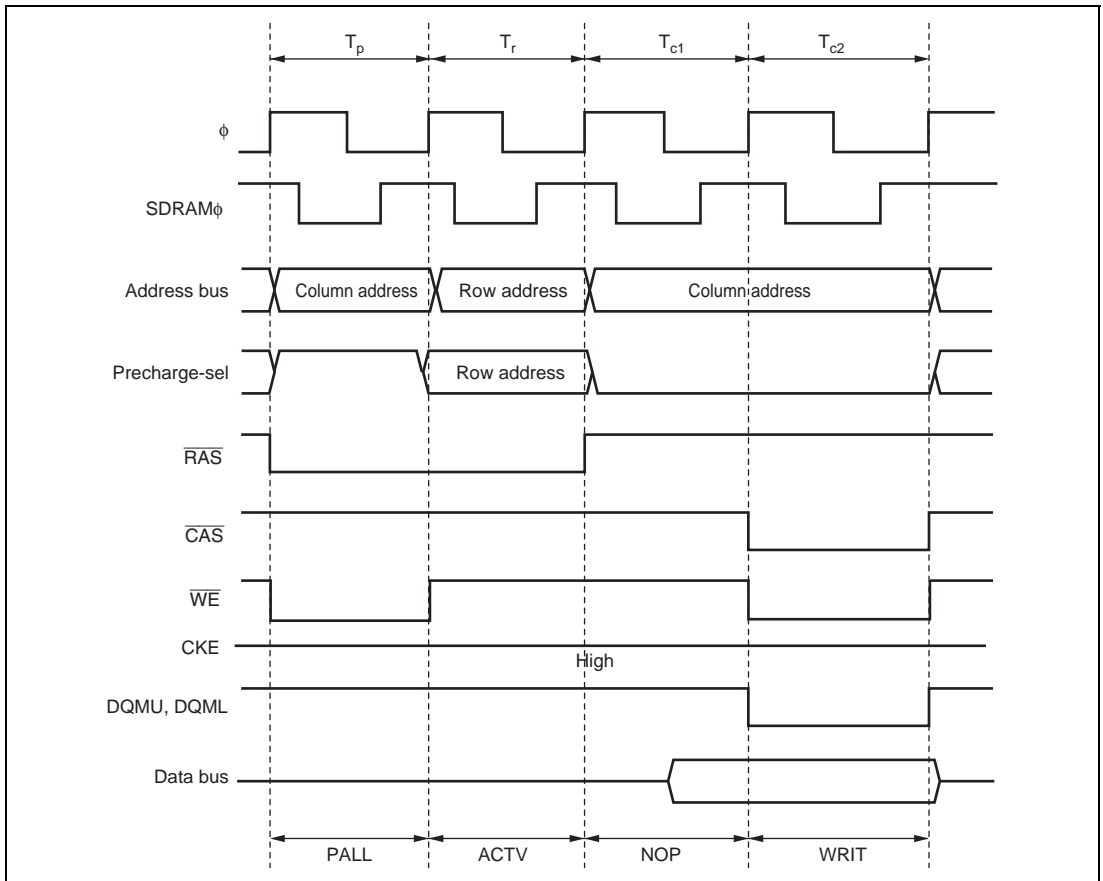 Tp Tr Tc1 Tc2
ϕ
SDRAMϕ
Address bus Column address Row address Column address
Precharge-sel Row address
RAS
CAS
WE
CKE
High
DQMU, DQML
Data bus
PALL ACTV NOP WRIT